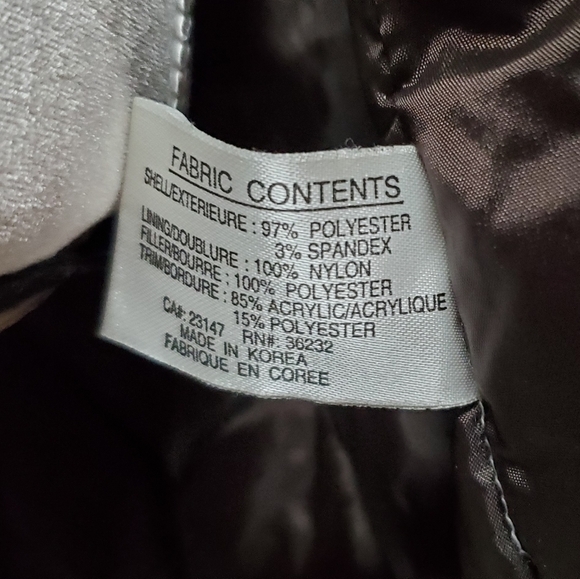 FABRIC CONTENTS
SHELL/EXTERIEURE : 97% POLYESTER
3% SPANDEX
LINING/DOUBLURE : 100% NYLON
FILLER/BOURRE : 100% POLYESTER
TRIM/BORDURE : 85% ACRYLIC/ACRYLIQUE
15% POLYESTER
CA#: 23147 RN#: 36232
MADE IN KOREA
FABRIQUE EN COREE